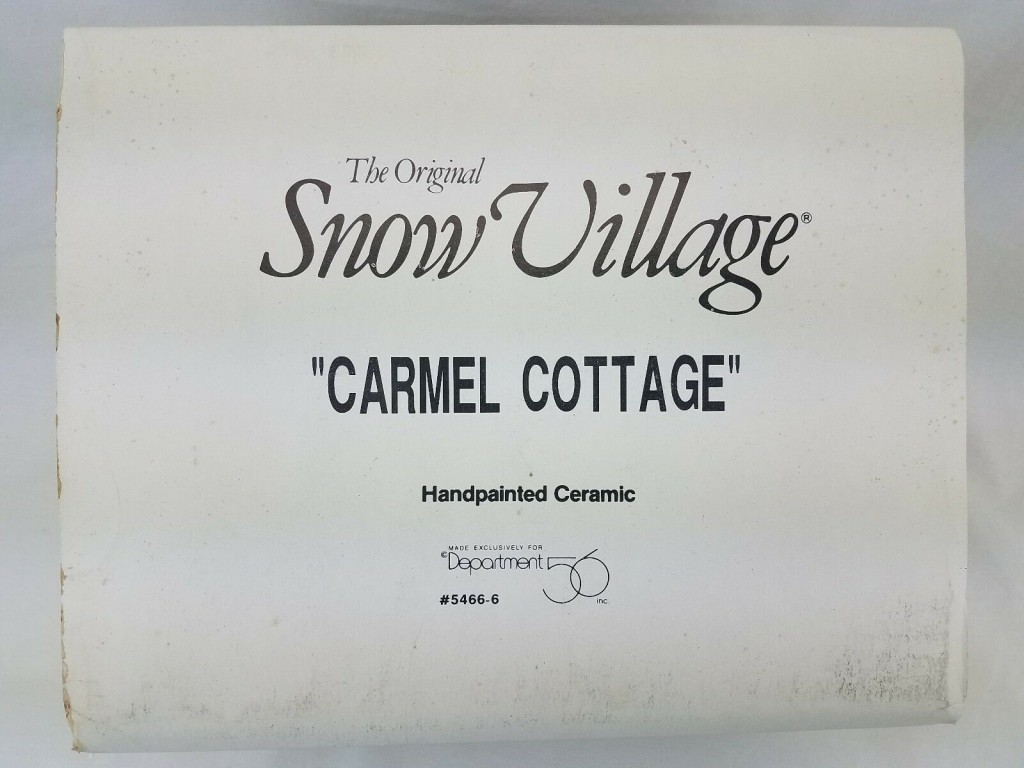 The Original
Snow Village®
"CARMEL COTTAGE"
Handpainted Ceramic
MADE EXCLUSIVELY FOR
©Department 56 inc.
#5466-6